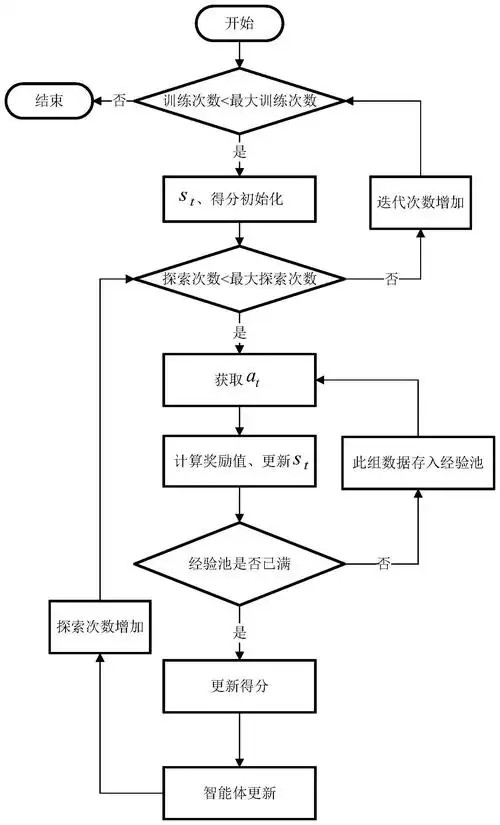 开始
训练次数<最大训练次数
否
结束
是
s_t、得分初始化
迭代次数增加
探索次数<最大探索次数
否
是
获取 a_t
计算奖励值、更新 s_t
此组数据存入经验池
经验池是否已满
否
探索次数增加
是
更新得分
智能体更新